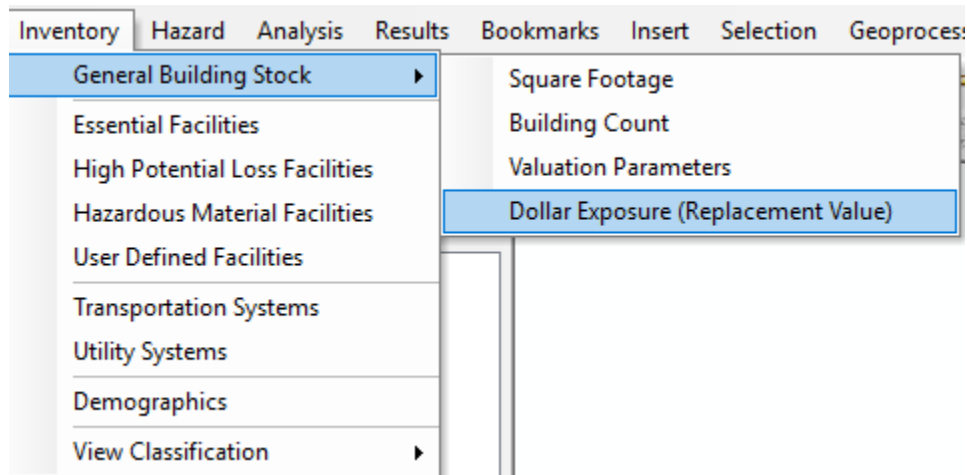 Inventory Hazard Analysis Results Bookmarks Insert Selection Geoprocess
General Building Stock
Essential Facilities
High Potential Loss Facilities
Hazardous Material Facilities
User Defined Facilities
Transportation Systems
Utility Systems
Demographics
View Classification
Square Footage
Building Count
Valuation Parameters
Dollar Exposure (Replacement Value)